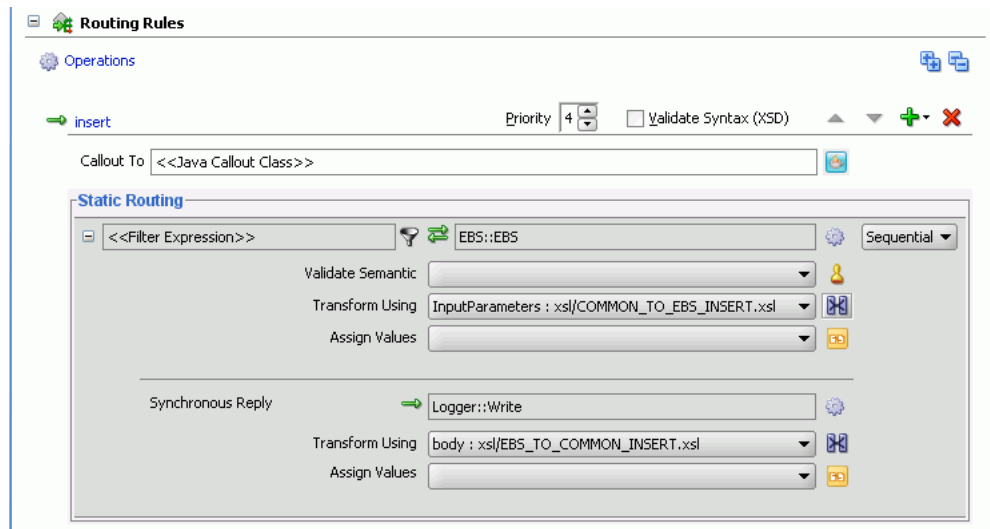 Routing Rules
Operations
insert Priority 4 Validate Syntax (XSD)
Callout To <<Java Callout Class>>
Static Routing
<<Filter Expression>> EBS::EBS Sequential
Validate Semantic
Transform Using InputParameters : xsl/COMMON_TO_EBS_INSERT.xsl
Assign Values
Synchronous Reply Logger::Write
Transform Using body : xsl/EBS_TO_COMMON_INSERT.xsl
Assign Values